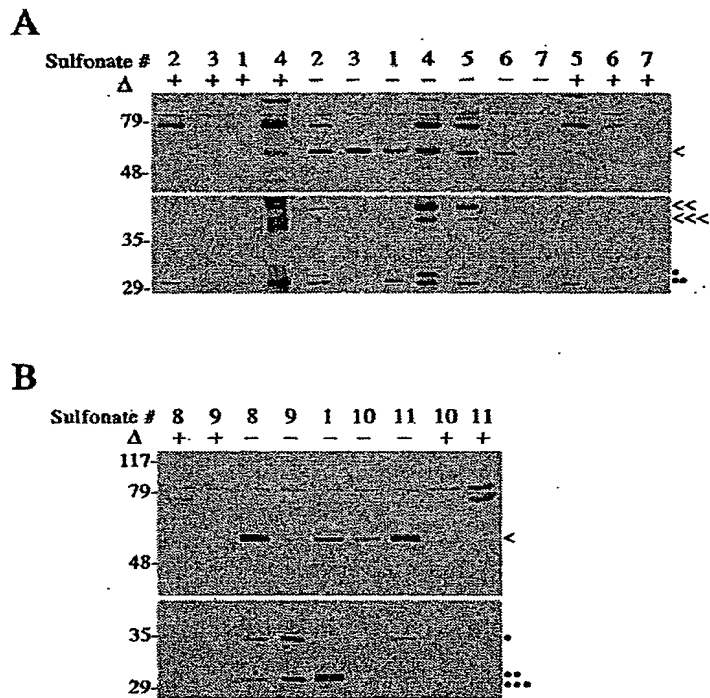 A
Sulfonate # 2 3 1 4 2 3 1 4 5 6 7 5 6 7
Δ + + + + − − − − − − − + + +
79-
<
48-
<<
<<<
35-
•
29- ••
B
Sulfonate # 8 9 8 9 1 10 11 10 11
Δ + + − − − − − + +
117-
79-
<
48-
35- •
••
29- •••